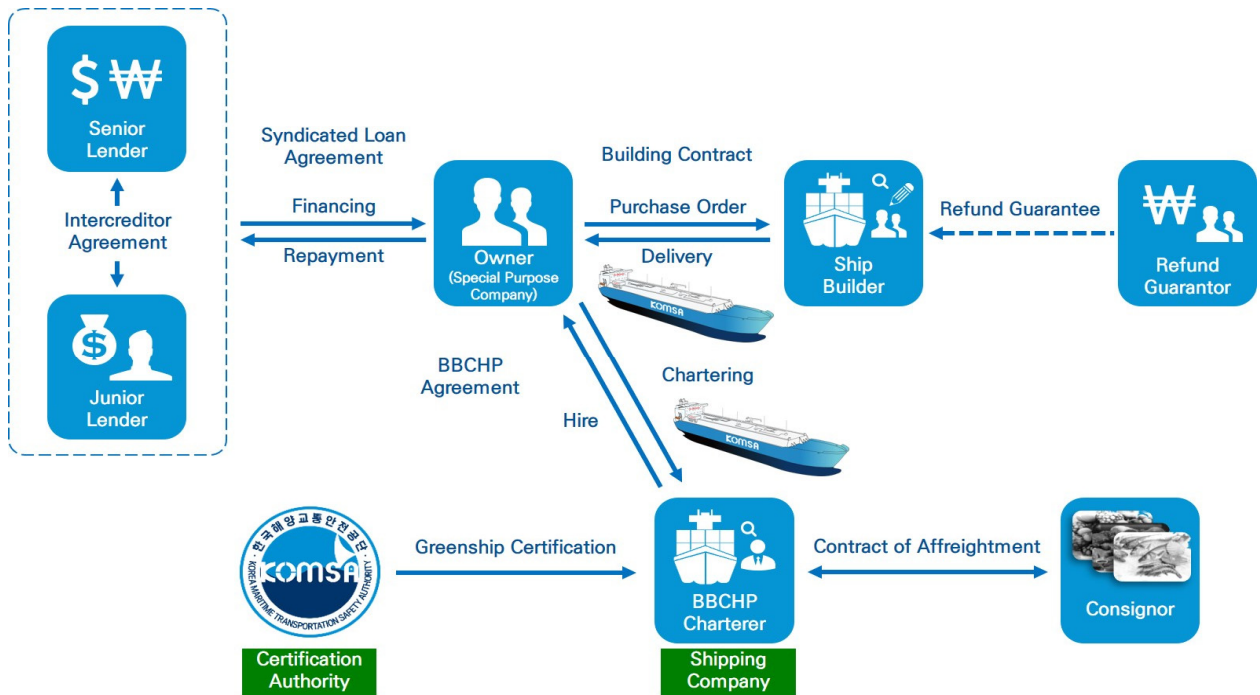 $ ₩
Senior
Lender
Intercreditor
Agreement
$
Junior
Lender
Syndicated Loan
Agreement
Financing
Repayment
Owner
(Special Purpose
Company)
Building Contract
Purchase Order
Delivery
KOMSA
Ship
Builder
Refund Guarantee
₩
Refund
Guarantor
BBCHP
Agreement
Hire
Chartering
KOMSA
한국해양교통안전공단
KOMSA
KOREA MARITIME TRANSPORTATION SAFETY AUTHORITY
Certification
Authority
Greenship Certification
BBCHP
Charterer
Shipping
Company
Contract of Affreightment
Consignor